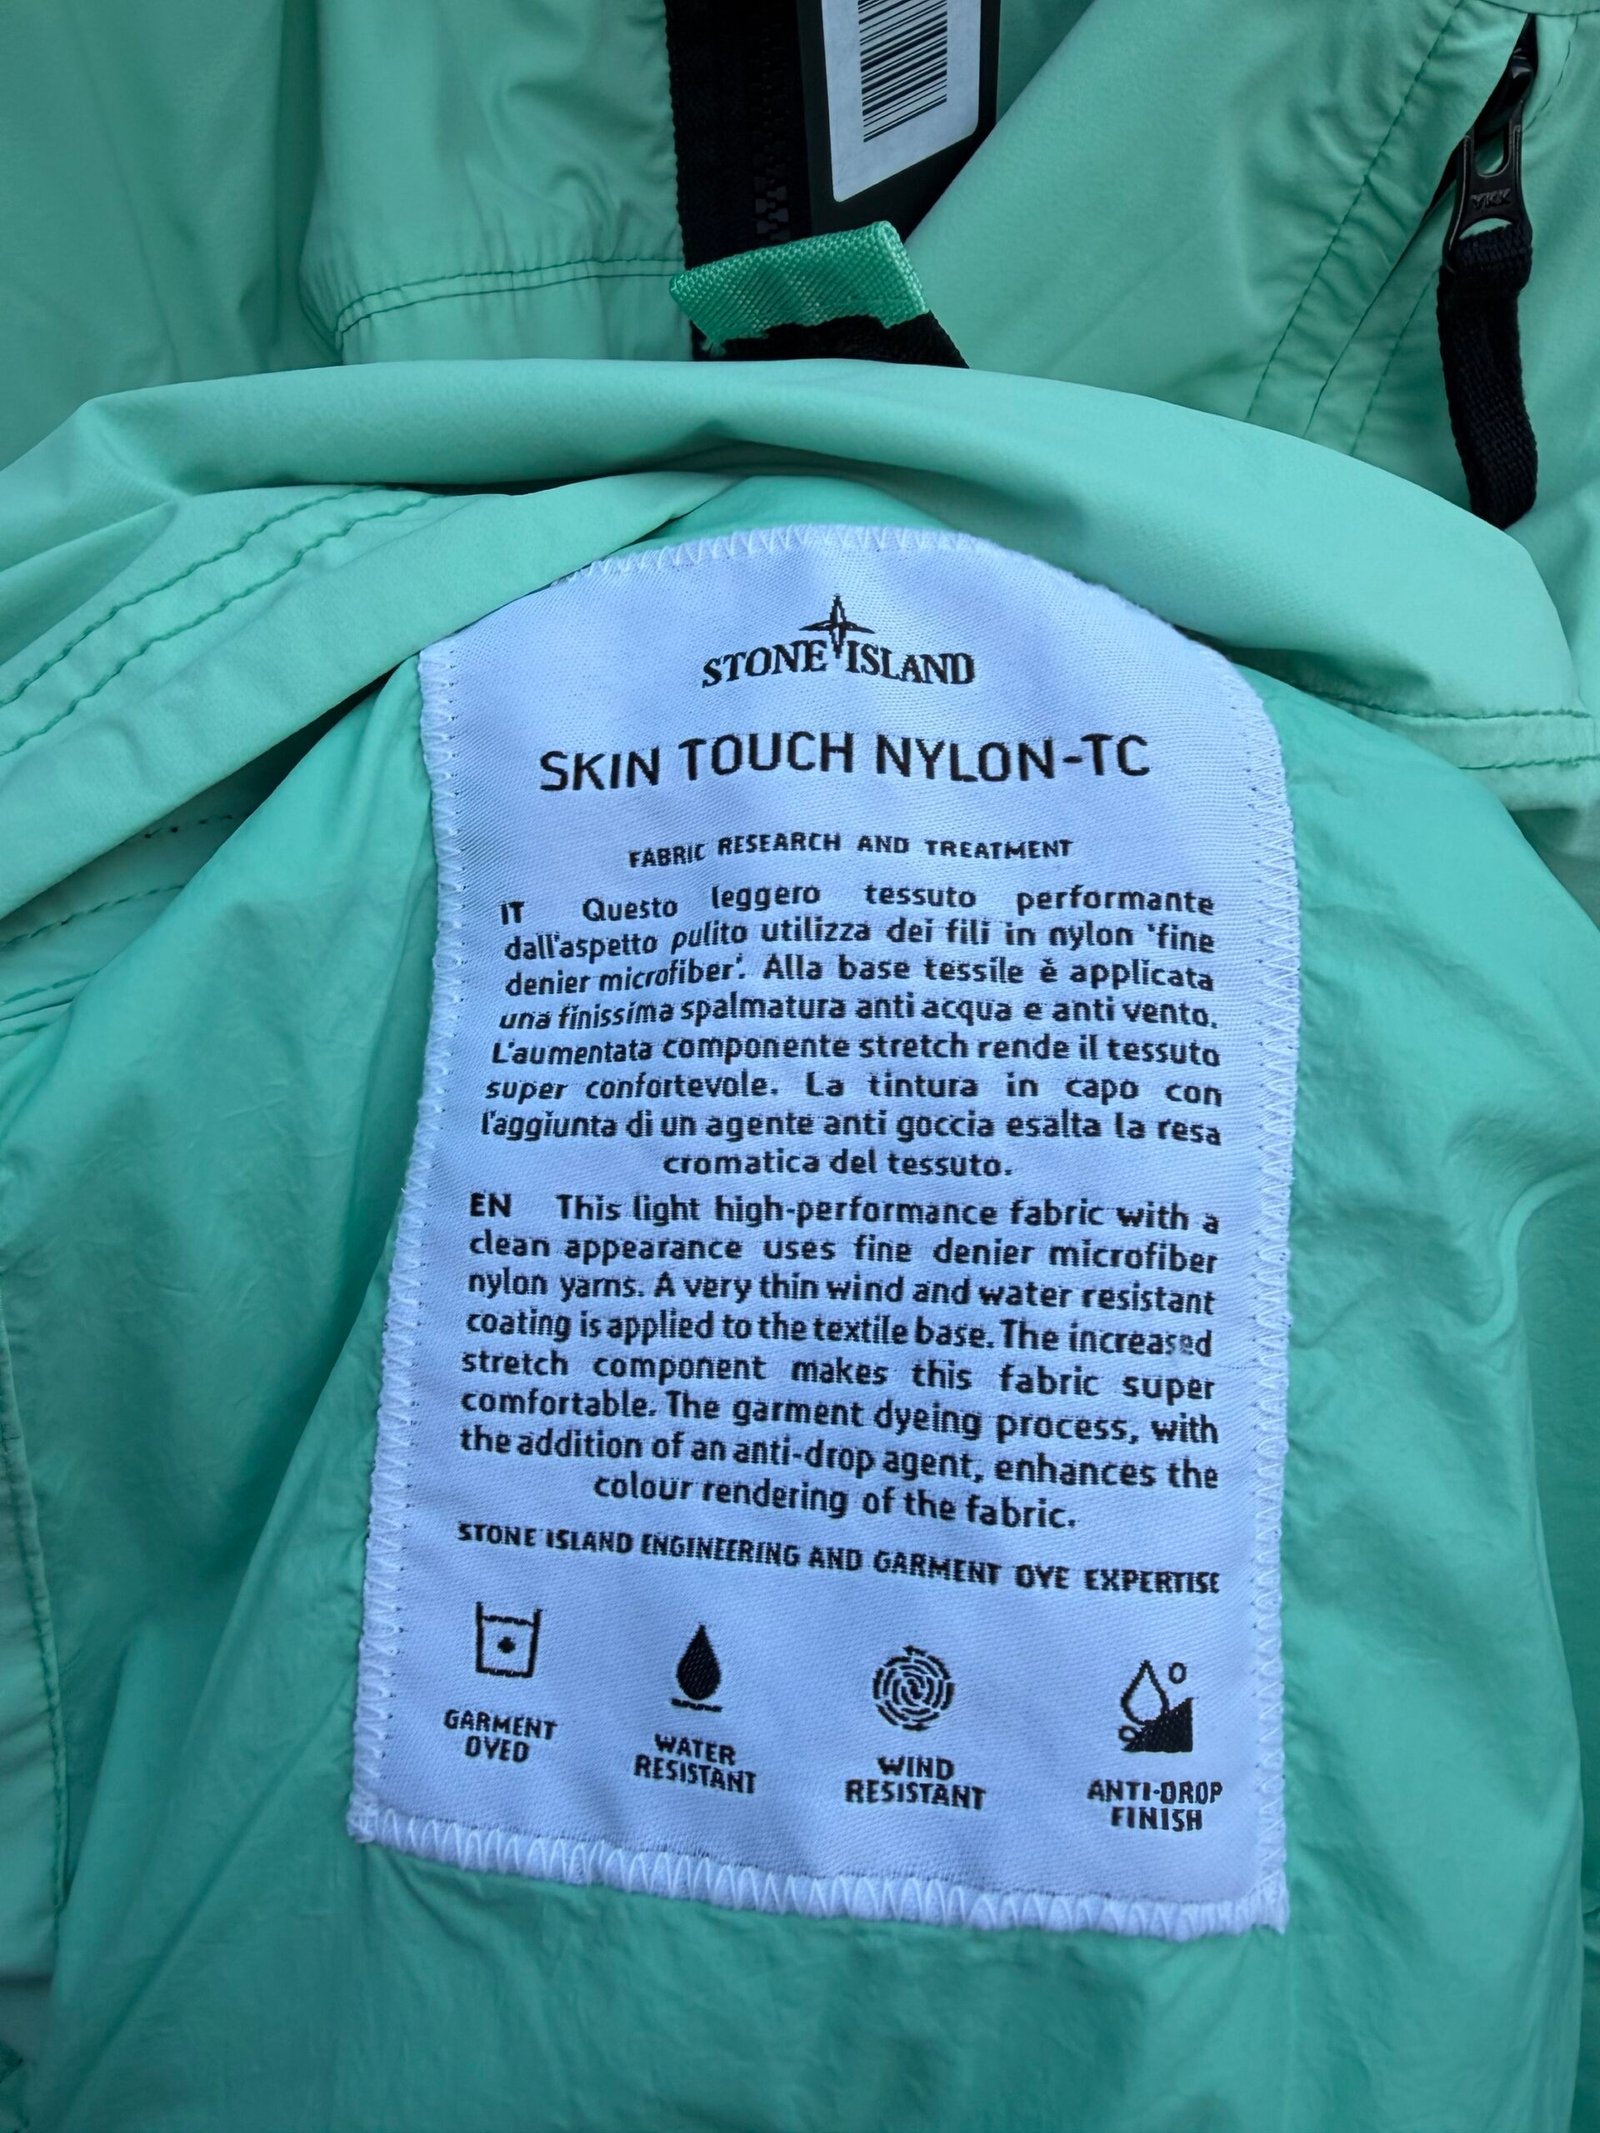 YKK
STONE ISLAND
SKIN TOUCH NYLON-TC
FABRIC RESEARCH AND TREATMENT
IT Questo leggero tessuto performante
dall'aspetto pulito utilizza dei fili in nylon 'fine
denier microfiber'. Alla base tessile è applicata
una finissima spalmatura anti acqua e anti vento.
L'aumentata componente stretch rende il tessuto
super confortevole. La tintura in capo con
l'aggiunta di un agente anti goccia esalta la resa
cromatica del tessuto.
EN This light high-performance fabric with a
clean appearance uses fine denier microfiber
nylon yarns. A very thin wind and water resistant
coating is applied to the textile base. The increased
stretch component makes this fabric super
comfortable. The garment dyeing process, with
the addition of an anti-drop agent, enhances the
colour rendering of the fabric.
STONE ISLAND ENGINEERING AND GARMENT DYE EXPERTISE
GARMENT
DYED
WATER
RESISTANT
WIND
RESISTANT
ANTI-DROP
FINISH